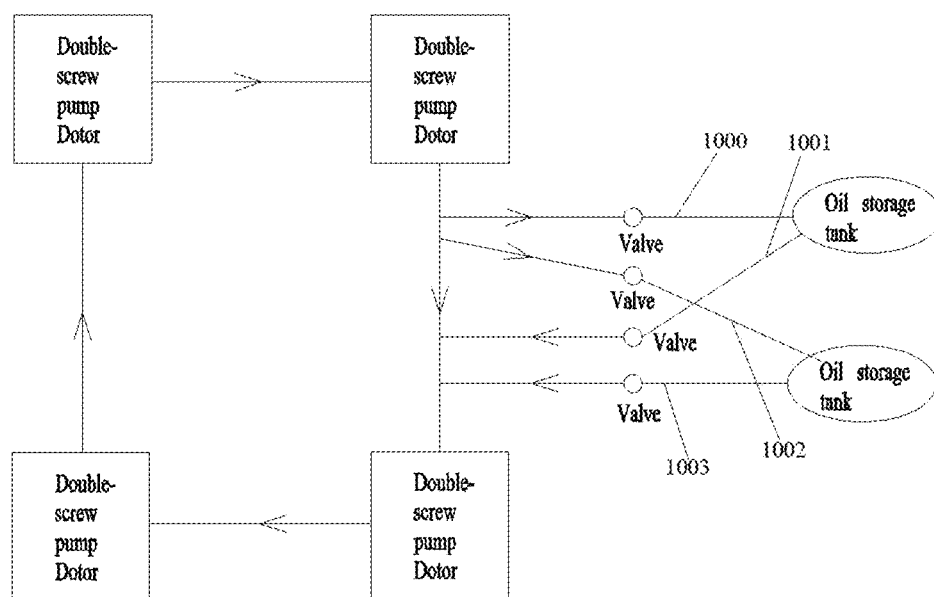 Double-
screw
pump
Dotor
Double-
screw
pump
Dotor
1000
1001
Oil storage
tank
Valve
Valve
Valve
Oil storage
tank
Valve
1003
1002
Double-
screw
pump
Dotor
Double-
screw
pump
Dotor